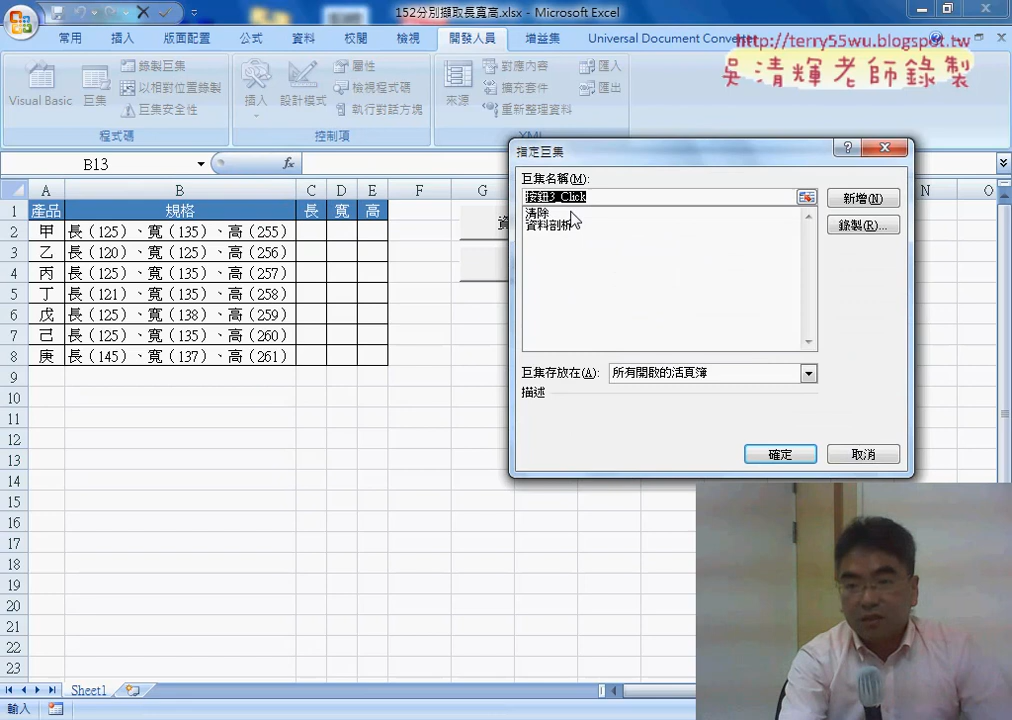 152分別擷取長寬高.xlsx - Microsoft Excel
常用 插入 版面配置 公式 資料 校閱 檢視 開發人員 增益集 Universal Document Conve
http://terry55wu.blogspot.tw
吳清輝老師錄製
Visual Basic 巨集 錄製巨集 以相對位置錄製 巨集安全性
程式碼
插入 設計模式 屬性 檢視程式碼 執行對話方塊
控制項
來源 對應內容 擴充套件 重新整理資料 匯入 匯出
XML
B13 fx
A B C D E F G N O
1 產品 規格 長 寬 高
2 甲 長（125）、寬（135）、高（255）
3 乙 長（120）、寬（125）、高（256）
4 丙 長（125）、寬（135）、高（257）
5 丁 長（121）、寬（135）、高（258）
6 戊 長（125）、寬（138）、高（259）
7 己 長（125）、寬（135）、高（260）
8 庚 長（145）、寬（137）、高（261）
9
10
11
12
13
14
15
16
17
18
19
20
21
22
23
資
指定巨集
巨集名稱(M):
按鈕3_Click
清除
資料剖析
新增(N)
錄製(R)...
巨集存放在(A): 所有開啟的活頁簿
描述
確定 取消
Sheet1
輸入